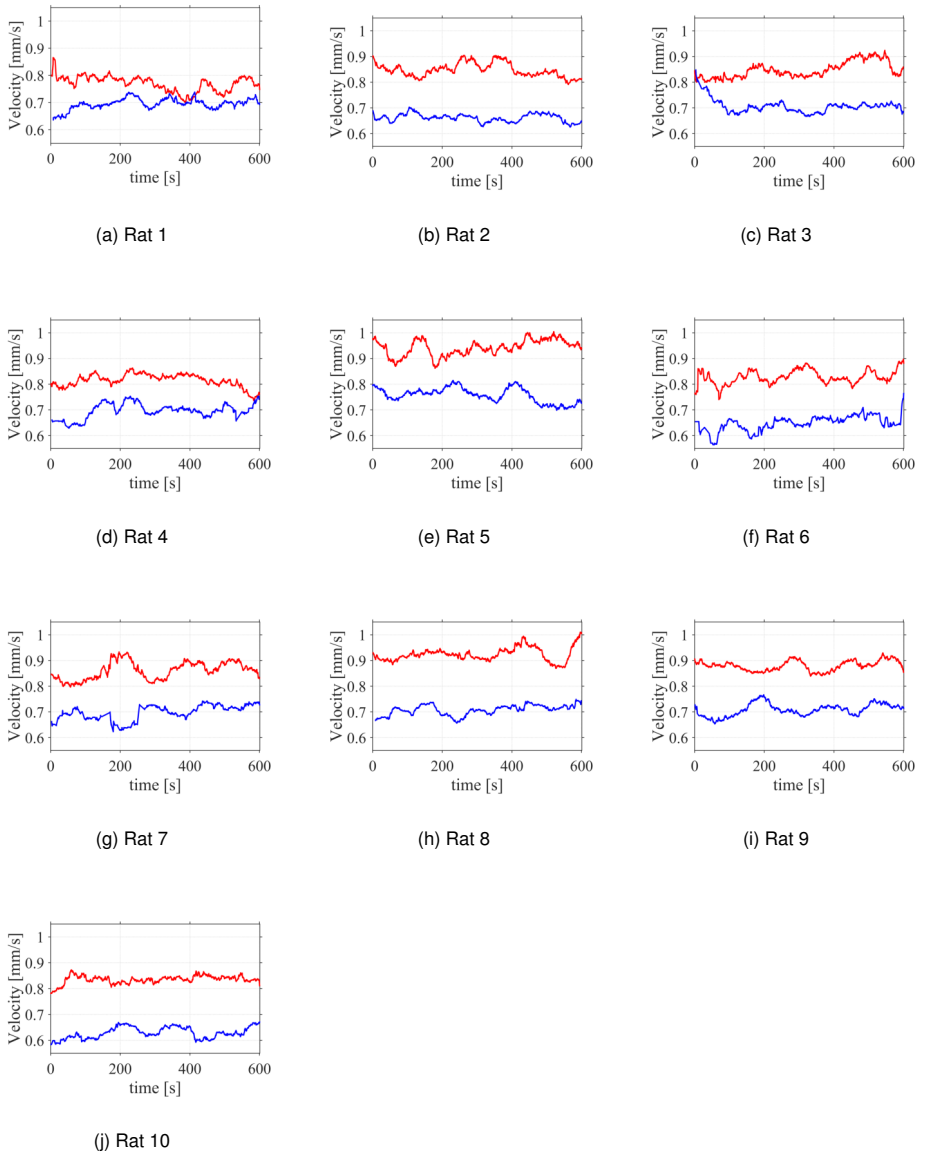 1
0.9
0.8
0.7
0.6
Velocity [mm/s]
0 200 400 600
time [s]
(a) Rat 1
1
0.9
0.8
0.7
0.6
Velocity [mm/s]
0 200 400 600
time [s]
(b) Rat 2
1
0.9
0.8
0.7
0.6
Velocity [mm/s]
0 200 400 600
time [s]
(c) Rat 3
1
0.9
0.8
0.7
0.6
Velocity [mm/s]
0 200 400 600
time [s]
(d) Rat 4
1
0.9
0.8
0.7
0.6
Velocity [mm/s]
0 200 400 600
time [s]
(e) Rat 5
1
0.9
0.8
0.7
0.6
Velocity [mm/s]
0 200 400 600
time [s]
(f) Rat 6
1
0.9
0.8
0.7
0.6
Velocity [mm/s]
0 200 400 600
time [s]
(g) Rat 7
1
0.9
0.8
0.7
0.6
Velocity [mm/s]
0 200 400 600
time [s]
(h) Rat 8
1
0.9
0.8
0.7
0.6
Velocity [mm/s]
0 200 400 600
time [s]
(i) Rat 9
1
0.9
0.8
0.7
0.6
Velocity [mm/s]
0 200 400 600
time [s]
(j) Rat 10